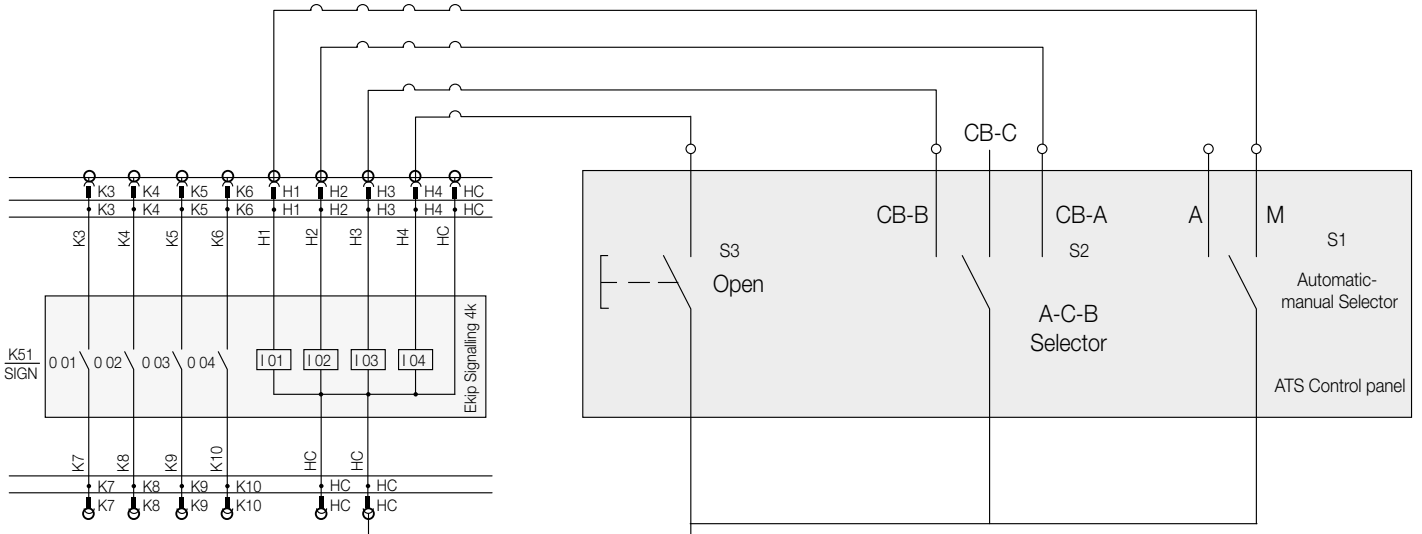 CB-C
K3 K4 K5 K6 H1 H2 H3 H4 HC
K3 K4 K5 K6 H1 H2 H3 H4 HC
K3 K4 K5 K6 H1 H2 H3 H4 HC
CB-B CB-A A M
S3 S2 S1
Open
Automatic-
manual Selector
A-C-B
Selector
K51
SIGN
0 01 0 02 0 03 0 04 I 01 I 02 I 03 I 04
Ekip Signalling 4k
ATS Control panel
K7 K8 K9 K10 HC HC
K7 K8 K9 K10 HC HC
K7 K8 K9 K10 HC HC